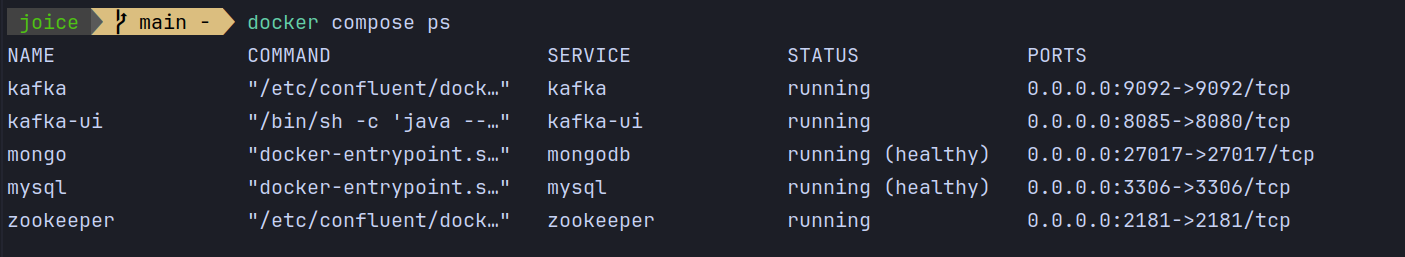 joice main - docker compose ps
NAME COMMAND SERVICE STATUS PORTS
kafka "/etc/confluent/dock…" kafka running 0.0.0.0:9092->9092/tcp
kafka-ui "/bin/sh -c 'java --…" kafka-ui running 0.0.0.0:8085->8080/tcp
mongo "docker-entrypoint.s…" mongodb running (healthy) 0.0.0.0:27017->27017/tcp
mysql "docker-entrypoint.s…" mysql running (healthy) 0.0.0.0:3306->3306/tcp
zookeeper "/etc/confluent/dock…" zookeeper running 0.0.0.0:2181->2181/tcp